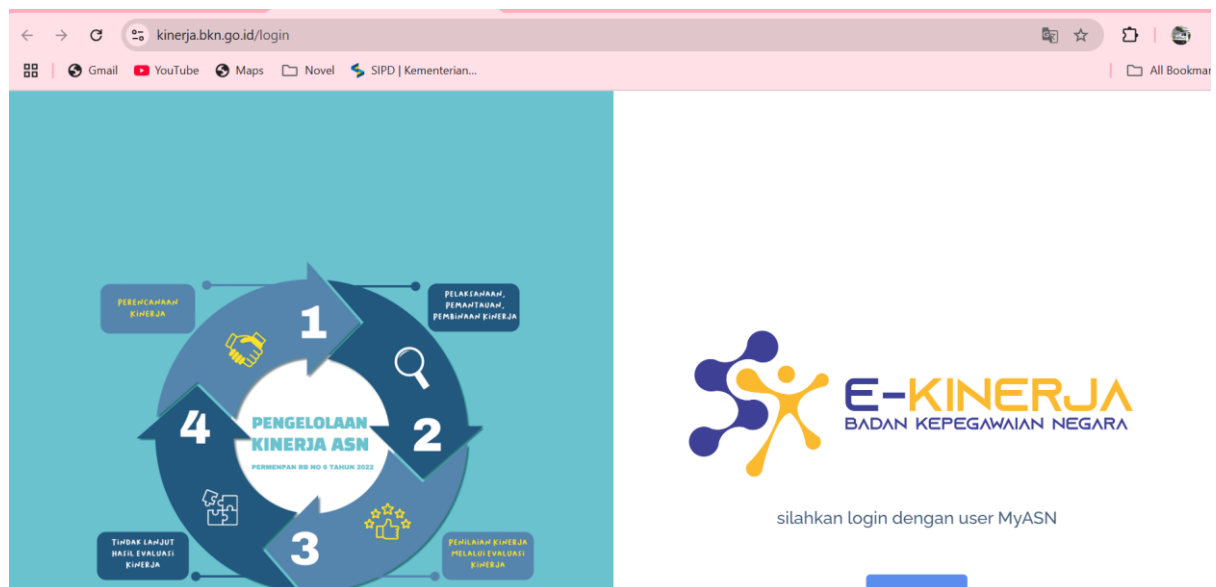 kinerja.bkn.go.id/login
Gmail YouTube Maps Novel SIPD | Kementerian... All Bookmar
PERENCANAAN
KINERJA
PELAKSANAAN,
PEMANTAUAN,
PEMBINAAN KINERJA
1
2
3
4
PENGELOLAAN
KINERJA ASN
PERMENPAN RB NO 6 TAHUN 2022
TINDAK LANJUT
HASIL EVALUASI
KINERJA
PENILAIAN KINERJA
MELALUI EVALUASI
KINERJA
E-KINERJA
BADAN KEPEGAWAIAN NEGARA
silahkan login dengan user MyASN